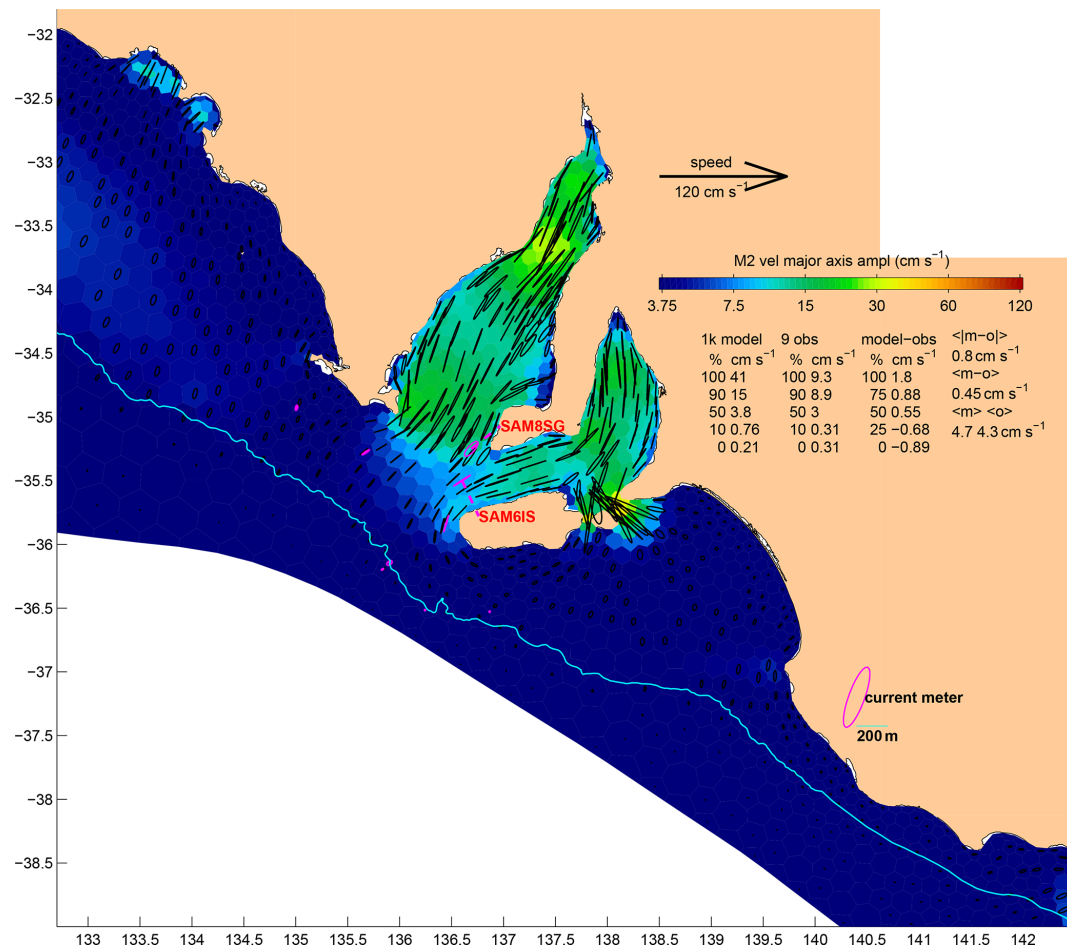 −32
−32.5
−33
−33.5
−34
−34.5
−35
−35.5
−36
−36.5
−37
−37.5
−38
−38.5
speed
120 cm s⁻¹
M2 vel major axis ampl (cm s⁻¹)
3.75 7.5 15 30 60 120
1k model 9 obs model−obs <|m−o|>
% cm s⁻¹ % cm s⁻¹ % cm s⁻¹ 0.8 cm s⁻¹
100 41 100 9.3 100 1.8 <m−o>
90 15 90 8.9 75 0.88 0.45 cm s⁻¹
50 3.8 50 3 50 0.55 <m> <o>
10 0.76 10 0.31 25 −0.68 4.7 4.3 cm s⁻¹
0 0.21 0 0.31 0 −0.89
SAM8SG
SAM6IS
current meter
200 m
133 133.5 134 134.5 135 135.5 136 136.5 137 137.5 138 138.5 139 139.5 140 140.5 141 141.5 142